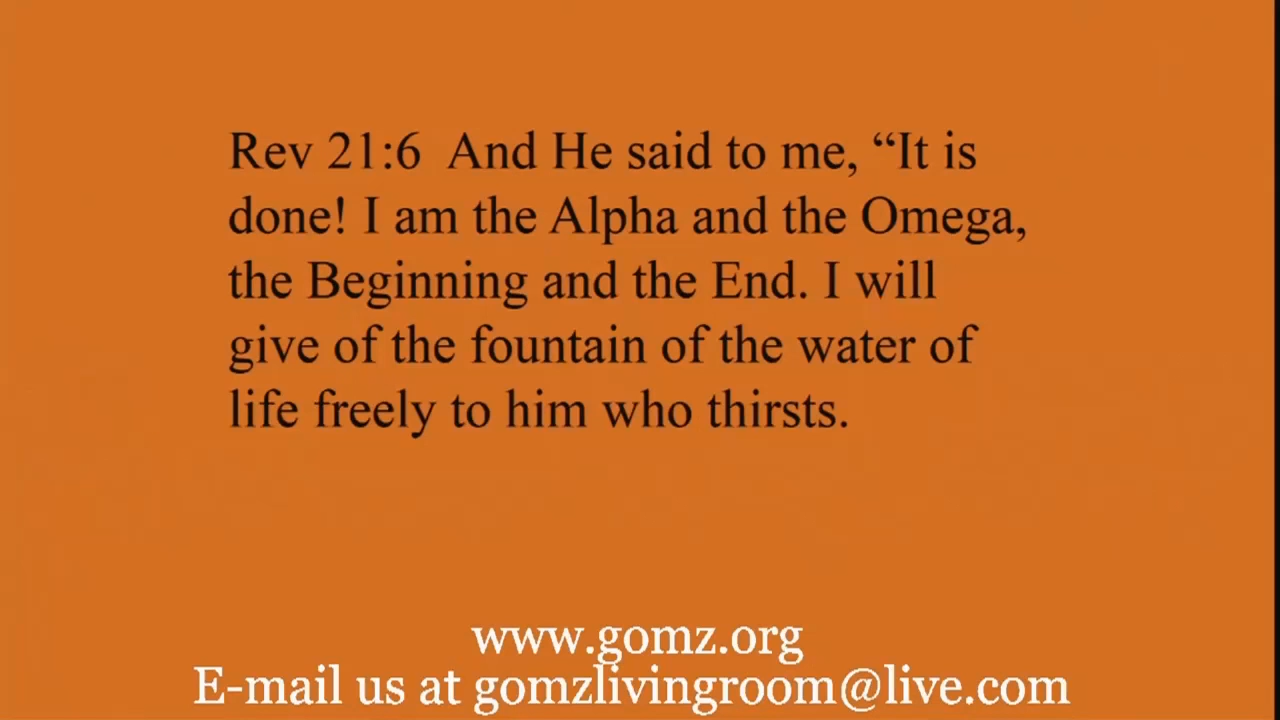 Rev 21:6  And He said to me, “It is
done! I am the Alpha and the Omega,
the Beginning and the End. I will
give of the fountain of the water of
life freely to him who thirsts.
www.gomz.org
E-mail us at gomzlivingroom@live.com